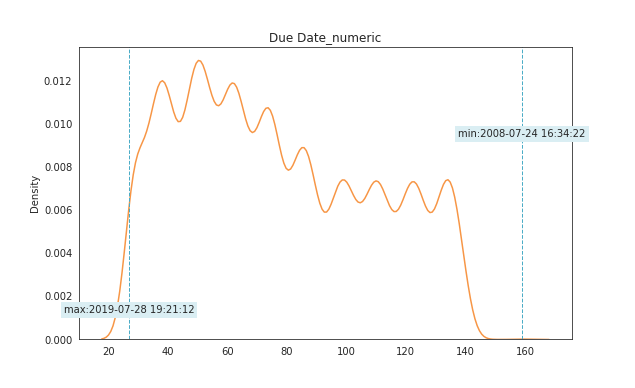 Due Date_numeric
Density
0.012
0.010
0.008
0.006
0.004
0.002
0.000
min:2008-07-24 16:34:22
max:2019-07-28 19:21:12
20 40 60 80 100 120 140 160